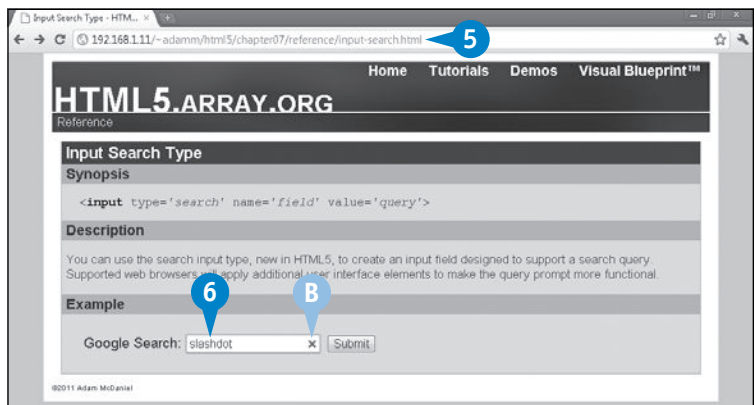 Input Search Type - HTM...
192.168.1.11/~adamm/html5/chapter07/reference/input-search.html
5
Home Tutorials Demos Visual Blueprint™
HTML5.ARRAY.ORG
Reference
Input Search Type
Synopsis
<input type='search' name='field' value='query'>
Description
You can use the search input type, new in HTML5, to create an input field designed to support a search query.
Supported web browsers will apply additional user interface elements to make the query prompt more functional.
6 B
Example
Google Search: slashdot Submit
©2011 Adam McDaniel